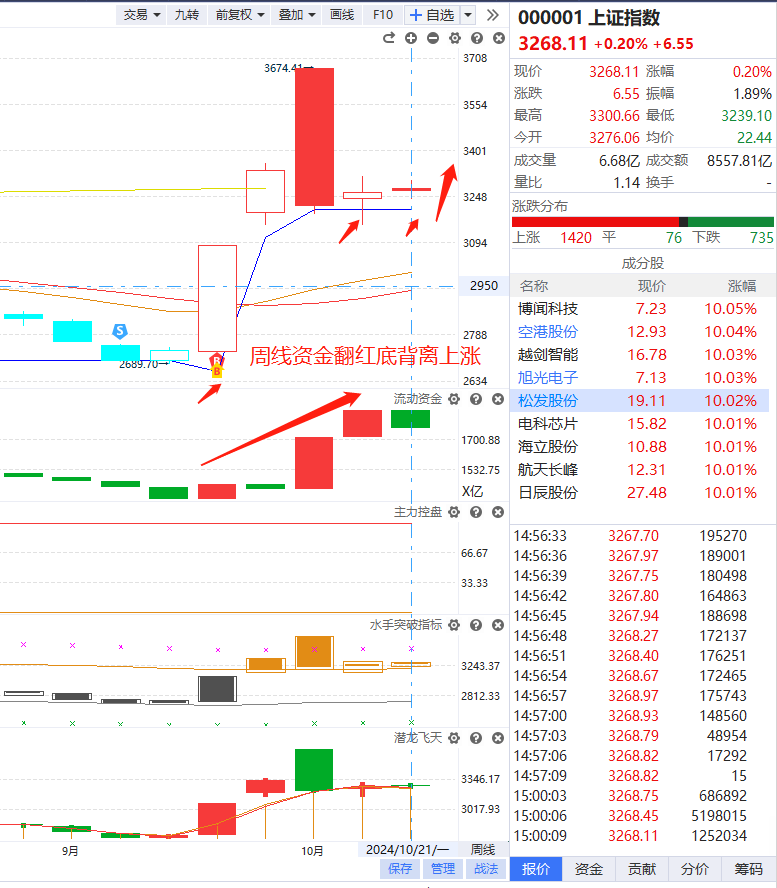 交易 九转 前复权 叠加 画线 F10 自选
000001 上证指数
3268.11 +0.20% +6.55
现价 3268.11 涨幅 0.20%
涨跌 6.55 振幅 1.89%
最高 3300.66 最低 3239.10
今开 3276.06 均价 22.44
成交量 6.68亿 成交额 8557.81亿
量比 1.14 换手 -
涨跌分布
上涨 1420 平 76 下跌 735
成分股
名称 现价 涨幅
博闻科技 7.23 10.05%
空港股份 12.93 10.04%
越剑智能 16.78 10.03%
旭光电子 7.13 10.03%
松发股份 19.11 10.02%
电科芯片 15.82 10.01%
海立股份 10.88 10.01%
航天长峰 12.31 10.01%
日辰股份 27.48 10.01%
14:56:33 3267.70 195270
14:56:36 3267.97 189001
14:56:39 3267.75 180498
14:56:42 3267.80 164863
14:56:45 3267.94 188698
14:56:48 3268.27 172137
14:56:51 3268.40 176251
14:56:54 3268.67 172465
14:56:57 3268.97 175743
14:57:00 3268.93 148560
14:57:03 3268.79 48954
14:57:06 3268.82 17292
14:57:09 3268.82 15
15:00:03 3268.75 686892
15:00:06 3268.45 5198015
15:00:09 3268.11 1252034
报价 资金 贡献 分价 筹码
3708
3674.41
3554
3401
3248
3094
2950
2788
2634
S
2689.70
B
B
周线资金翻红底背离上涨
流动资金
1700.88
1532.75
X亿
主力控盘
66.67
33.33
水手突破指标
3243.37
2812.33
潜龙飞天
3346.17
3017.93
9月 10月 2024/10/21/一 周线
保存 管理 战法